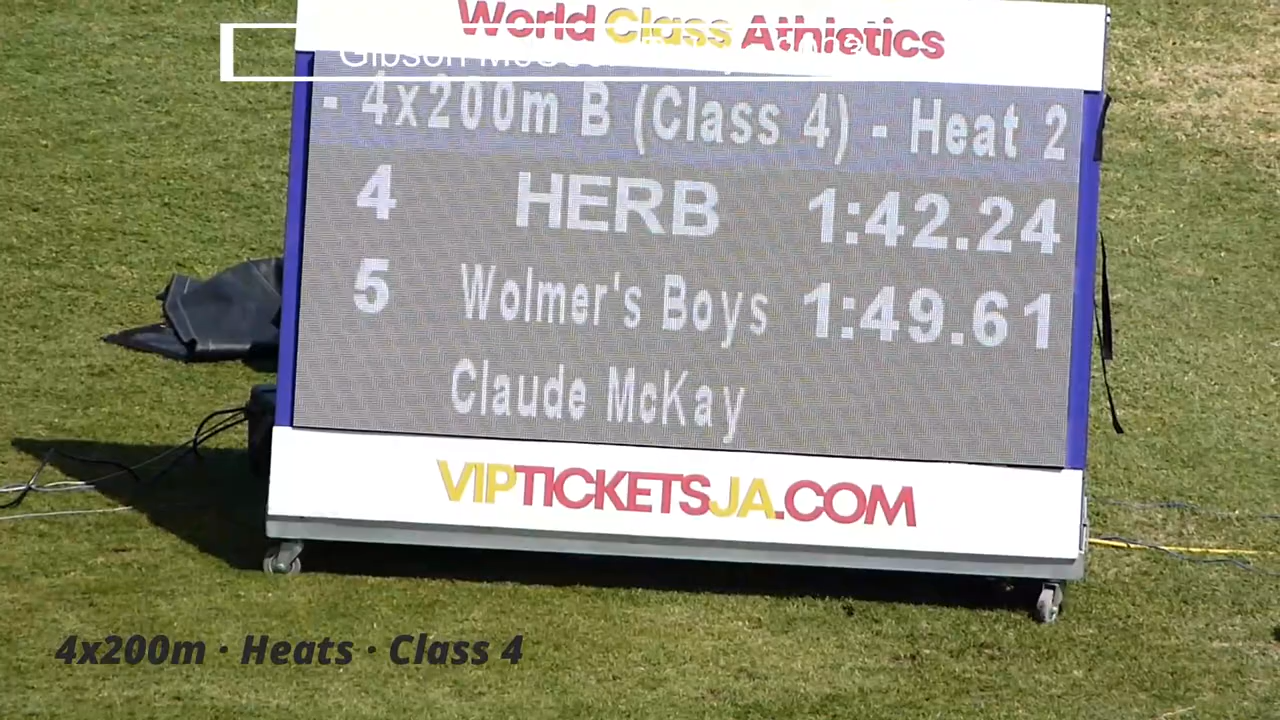 World Class Athletics
Gibson
- 4x200m B (Class 4) - Heat 2
4 HERB 1:42.24
5 Wolmer's Boys 1:49.61
Claude McKay
VIPTICKETSJA.COM
4x200m · Heats · Class 4